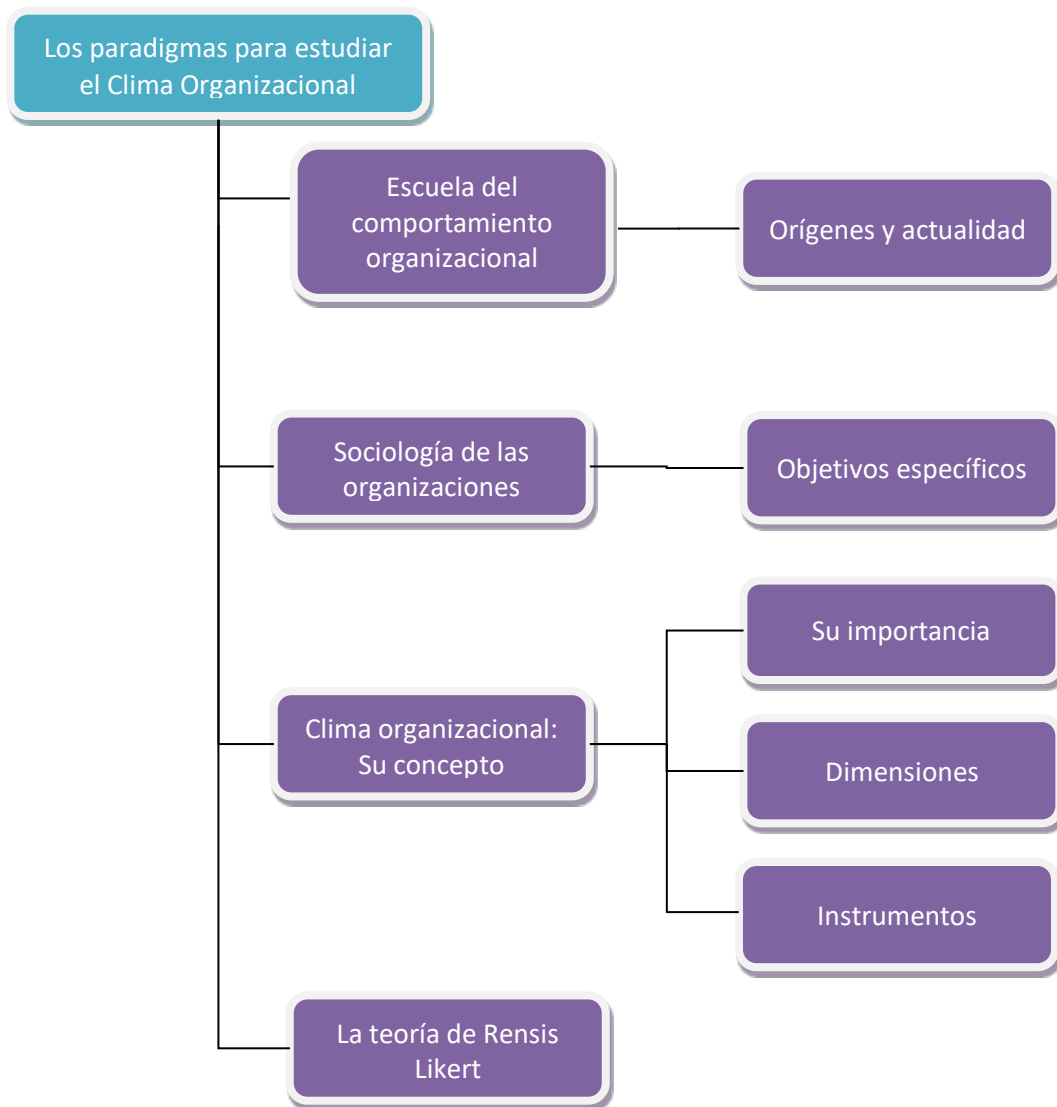 Los paradigmas para estudiar
el Clima Organizacional
Escuela del
comportamiento
organizacional
Orígenes y actualidad
Sociología de las
organizaciones
Objetivos específicos
Clima organizacional:
Su concepto
Su importancia
Dimensiones
Instrumentos
La teoría de Rensis
Likert